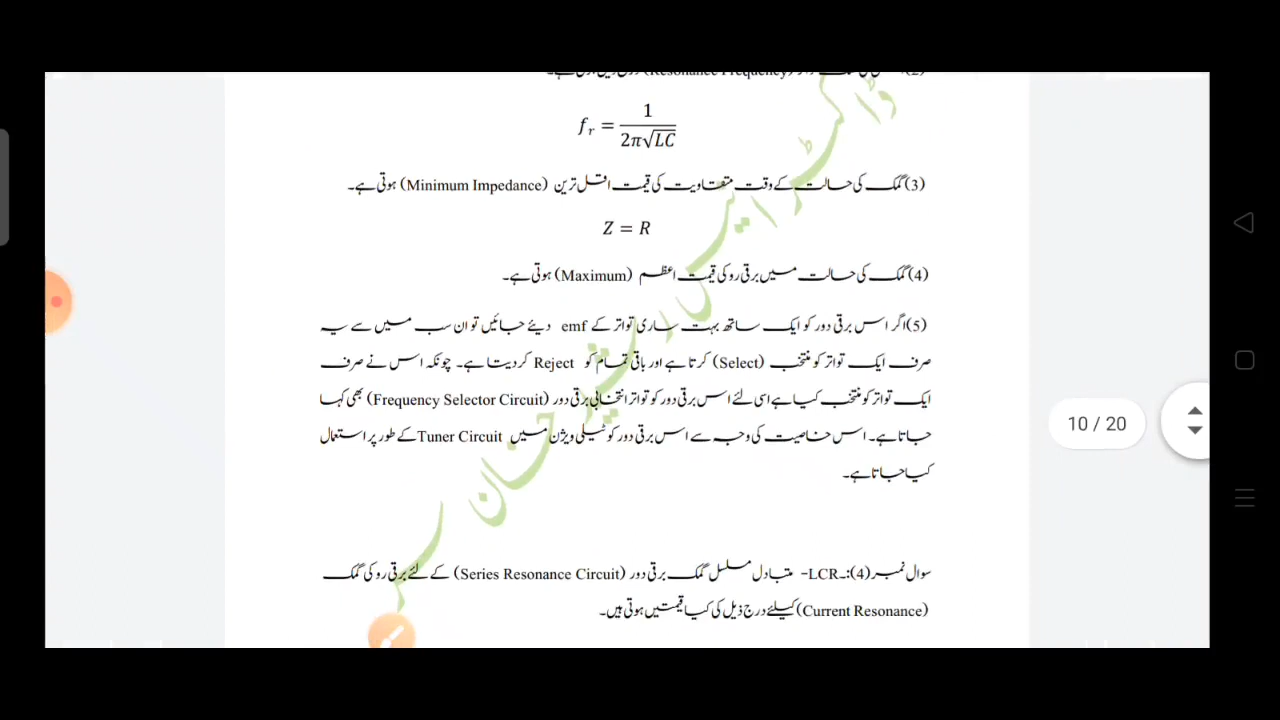 (Resonance Frequency)
f_r = 1 / 2π√LC
(3) گمک کی حالت کے وقت متقاویت کی قیمت اقل ترین (Minimum Impedance) ہوتی ہے۔
Z = R
(4) گمک کی حالت میں برقی رو کی قیمت اعظم (Maximum) ہوتی ہے۔
(5) اگر اس برقی دور کو ایک ساتھ بہت ساری تواتر کے emf دیئے جائیں تو ان سب میں سے یہ
صرف ایک تواتر کو منتخب (Select) کرتا ہے اور باقی تمام کو Reject کر دیتا ہے۔ چونکہ اس نے صرف
ایک تواتر کو منتخب کیا ہے اسی لئے اس برقی دور کو تواتر انتخابی برقی دور (Frequency Selector Circuit) بھی کہا
جاتا ہے۔ اس خاصیت کی وجہ سے اس برقی دور کو ٹیلی ویژن میں Tuner Circuit کے طور پر استعمال
کیا جاتا ہے۔
10 / 20
سوال نمبر (4):۔ LCR- متبادل مسلسل گمک برقی دور (Series Resonance Circuit) کے لئے برقی رو کی گمک
(Current Resonance) کیلئے درج ذیل کی کیا قیمتیں ہوتی ہیں۔